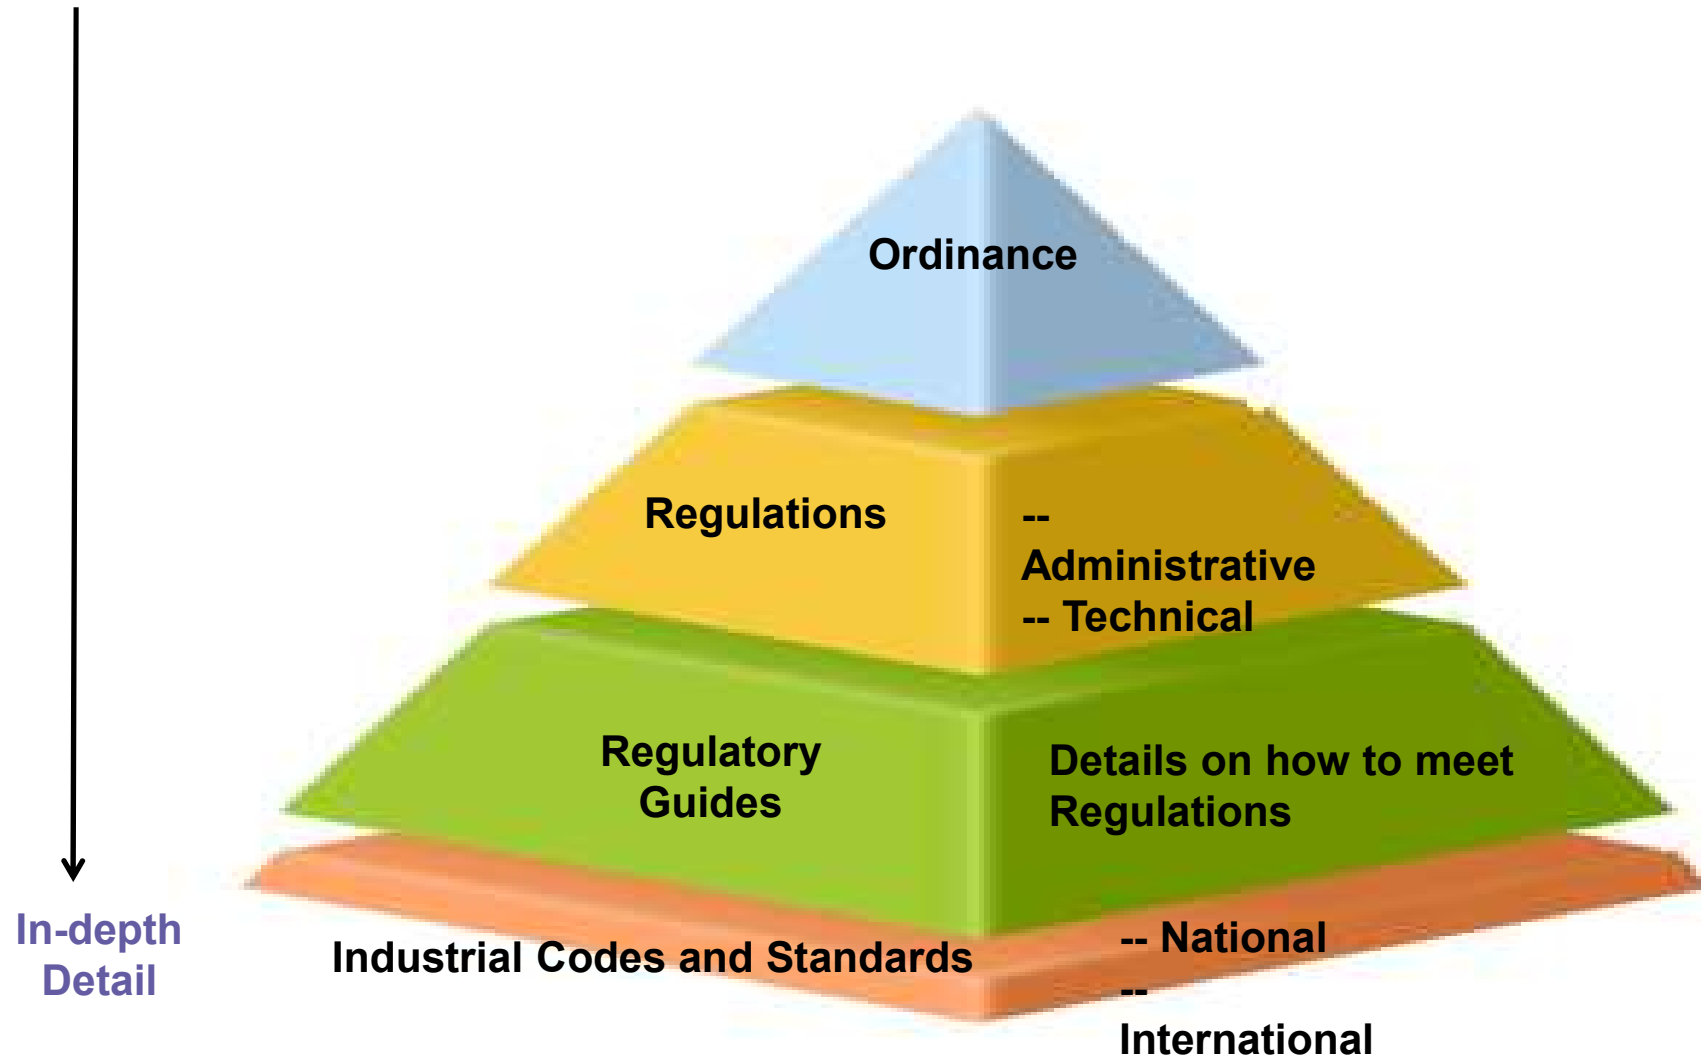 Ordinance
Regulations
--
Administrative
-- Technical
Regulatory
Guides
Details on how to meet
Regulations
In-depth
Detail
Industrial Codes and Standards
-- National
--
International